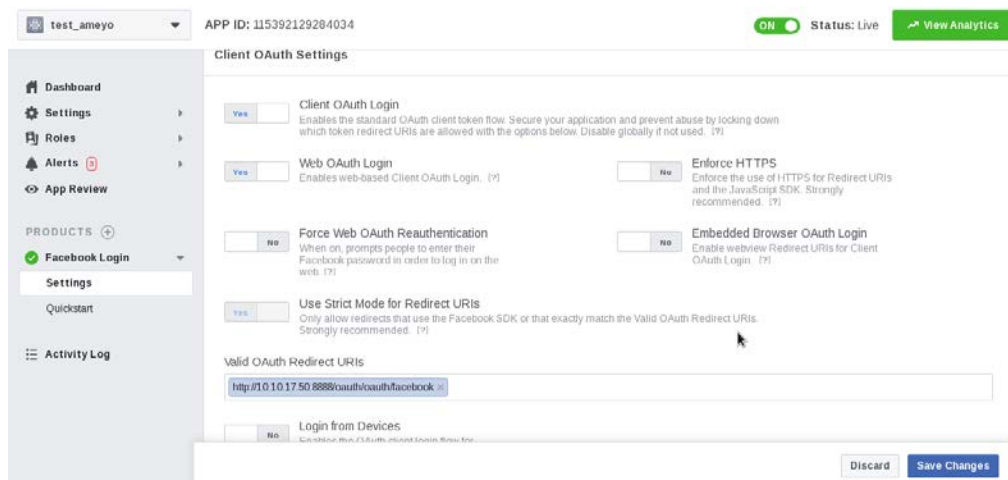 test_ameyo
APP ID: 115392129284034
ON
Status: Live
View Analytics
Client OAuth Settings
Dashboard
Settings
Roles
Alerts 3
App Review
PRODUCTS
Facebook Login
Settings
Quickstart
Activity Log
Yes
Client OAuth Login
Enables the standard OAuth client token flow. Secure your application and prevent abuse by locking down
which token redirect URIs are allowed with the options below. Disable globally if not used. [?]
Yes
Web OAuth Login
Enables web-based Client OAuth Login. [?]
No
Enforce HTTPS
Enforce the use of HTTPS for Redirect URIs
and the JavaScript SDK. Strongly
recommended. [?]
No
Force Web OAuth Reauthentication
When on, prompts people to enter their
Facebook password in order to log in on the
web. [?]
No
Embedded Browser OAuth Login
Enable webview Redirect URIs for Client
OAuth Login. [?]
Yes
Use Strict Mode for Redirect URIs
Only allow redirects that use the Facebook SDK or that exactly match the Valid OAuth Redirect URIs.
Strongly recommended. [?]
Valid OAuth Redirect URIs
http://10.10.17.50:8888/oauth/oauth/facebook ×
No
Login from Devices
Enables the OAuth client login flow for
Discard
Save Changes